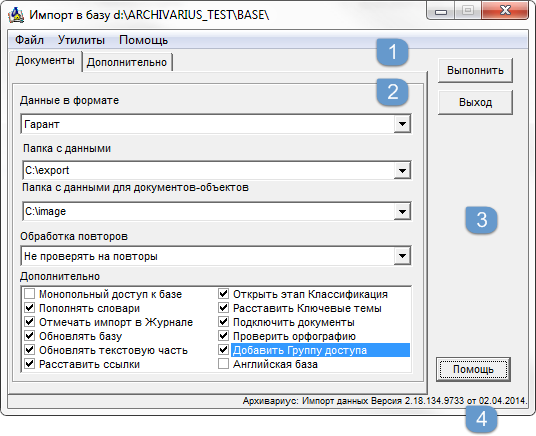 Импорт в базу d:\ARCHIVARIUS_TEST\BASE\
Файл Утилиты Помощь
1
Документы Дополнительно
Выполнить
2
Данные в формате
Выход
Гарант
Папка с данными
C:\export
Папка с данными для документов-объектов
C:\image
3
Обработка повторов
Не проверять на повторы
Дополнительно
Монопольный доступ к базе Открыть этап Классификация
Пополнять словари Расставить Ключевые темы
Отмечать импорт в Журнале Подключить документы
Обновлять базу Проверить орфографию
Обновлять текстовую часть Добавить Группу доступа
Расставить ссылки Английская база
Помощь
Архивариус: Импорт данных Версия 2.18.134.9733 от 02.04.2014.
4